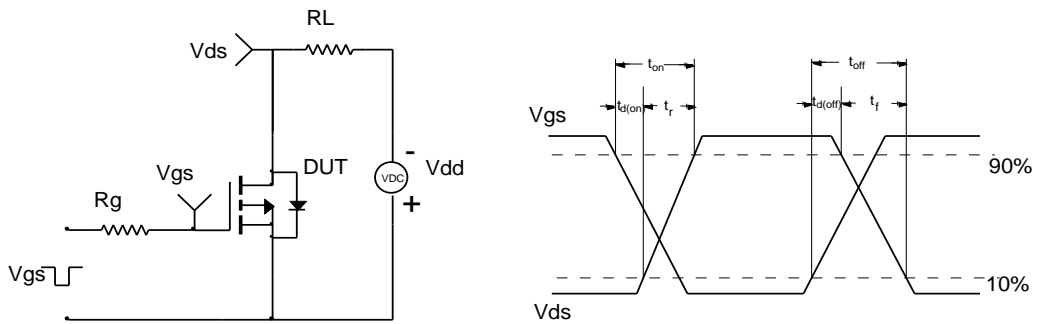 RL
Vds
Vgs
DUT
-
VDC
Vdd
+
Rg
Vgs
ton
toff
td(on)
tr
td(off)
tf
Vgs
90%
10%
Vds